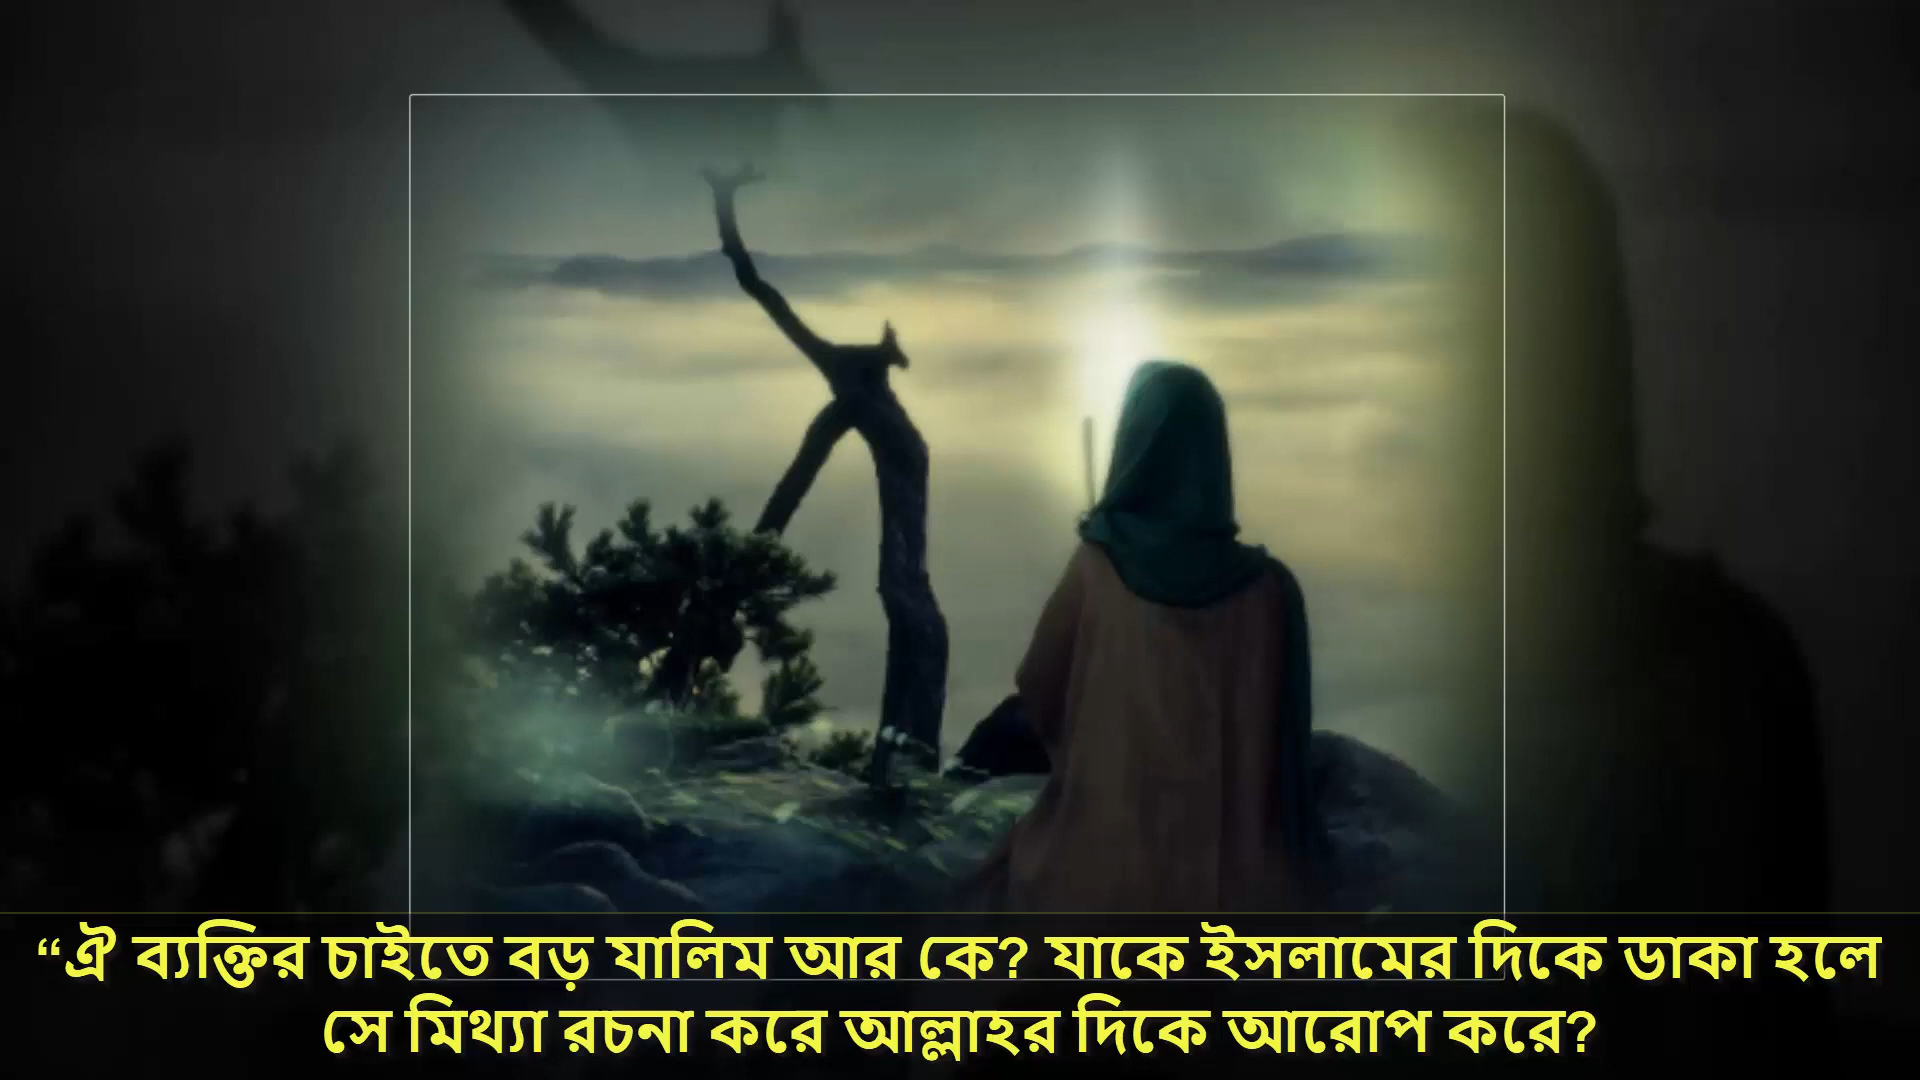 “ঐ ব্যক্তির চাইতে বড় যালিম আর কে? যাকে ইসলামের দিকে ডাকা হলে
সে মিথ্যা রচনা করে আল্লাহর দিকে আরোপ করে?